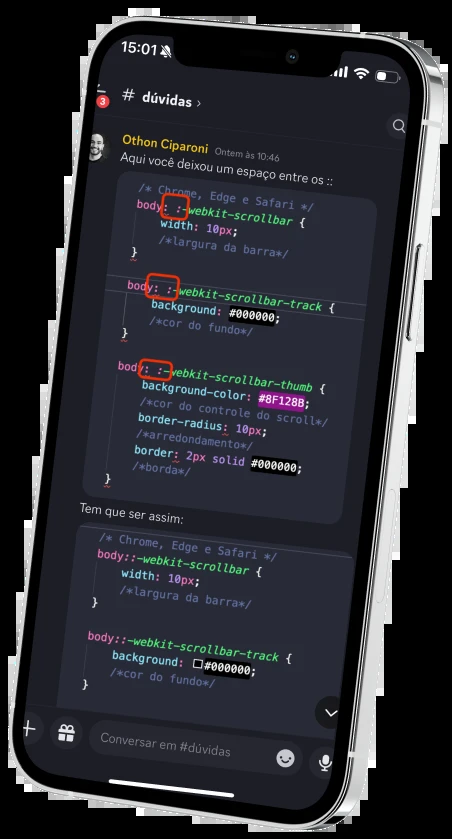 15:01
3
# dúvidas ›
Othon Ciparoni Ontem às 10:46
Aqui você deixou um espaço entre os ::
/* Chrome, Edge e Safari */
body: :-webkit-scrollbar {
width: 10px;
/*largura da barra*/
}
body: :-webkit-scrollbar-track {
background: #000000;
/*cor do fundo*/
}
body: :-webkit-scrollbar-thumb {
background-color: #8F128B;
/*cor do controle do scroll*/
border-radius: 10px;
/*arredondamento*/
border: 2px solid #000000;
/*borda*/
}
Tem que ser assim:
/* Chrome, Edge e Safari */
body::-webkit-scrollbar {
width: 10px;
/*largura da barra*/
}
body::-webkit-scrollbar-track {
background: #000000;
/*cor do fundo*/
}
Conversar em #dúvidas